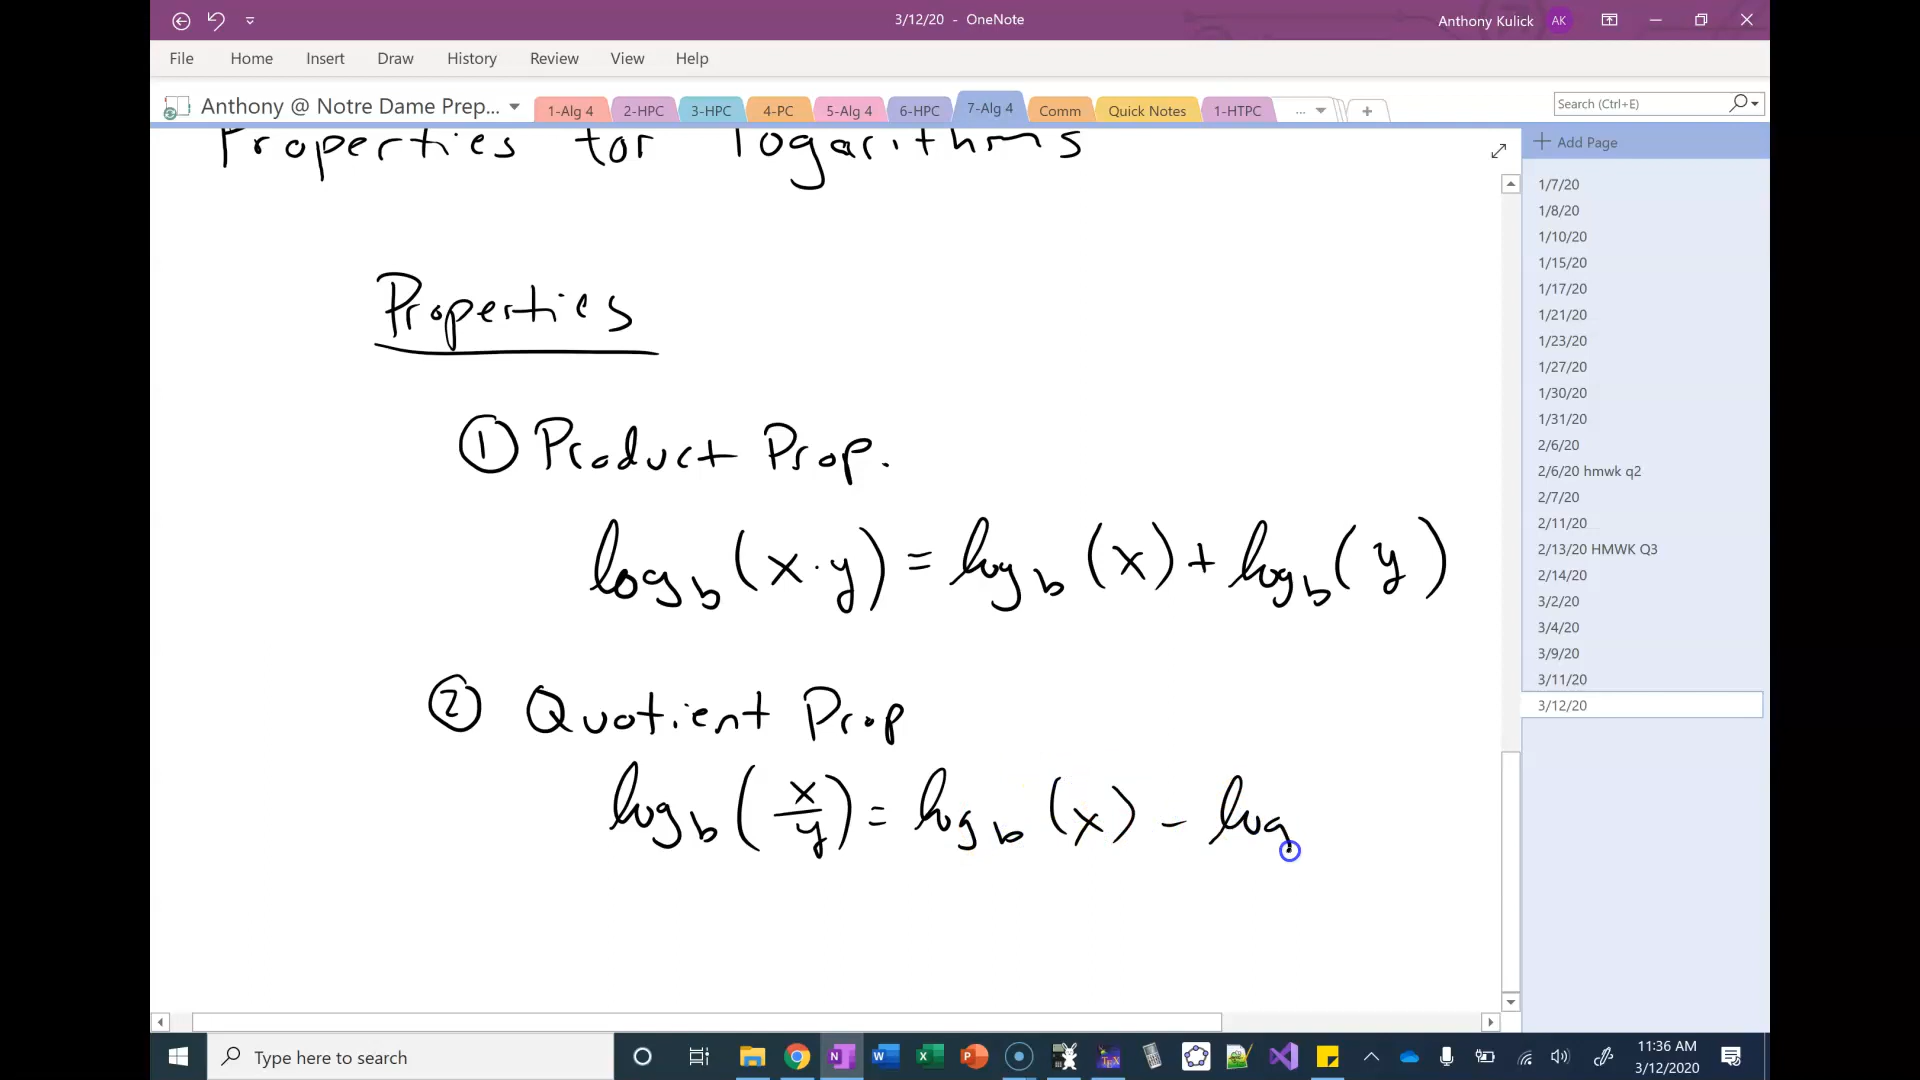 3/12/20 - OneNote
Anthony Kulick AK
File Home Insert Draw History Review View Help
Anthony @ Notre Dame Prep...
1-Alg 4 2-HPC 3-HPC 4-PC 5-Alg 4 6-HPC 7-Alg 4 Comm Quick Notes 1-HTPC ...
Search (Ctrl+E)
Add Page
Properties for logarithms
1/7/20
1/8/20
1/10/20
1/15/20
1/17/20
1/21/20
1/23/20
1/27/20
1/30/20
1/31/20
2/6/20
2/6/20 hmwk q2
2/7/20
2/11/20
2/13/20 HMWK Q3
2/14/20
3/2/20
3/4/20
3/9/20
3/11/20
3/12/20
Properties
① Product Prop.
log_b (x·y) = log_b (x) + log_b (y)
② Quotient Prop
log_b (x/y) = log_b (x) - log
Type here to search
11:36 AM
3/12/2020